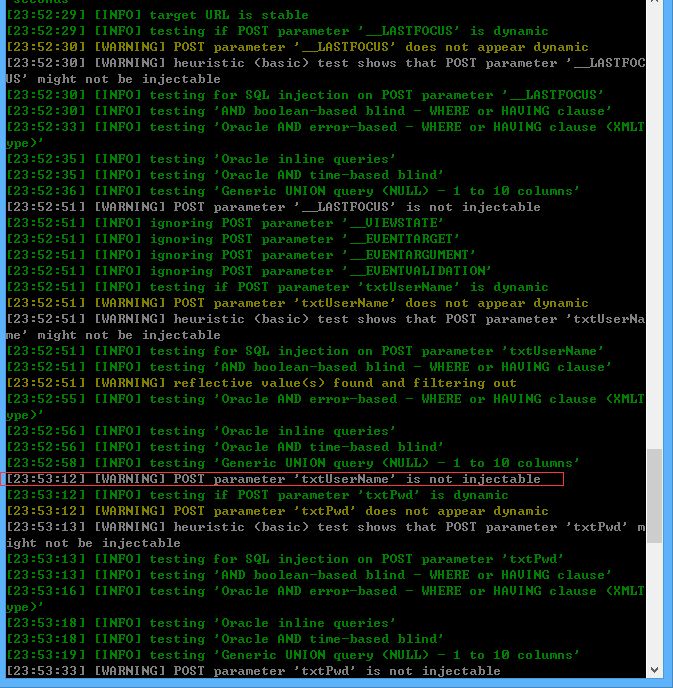 seconds
[23:52:29] [INFO] target URL is stable
[23:52:29] [INFO] testing if POST parameter '__LASTFOCUS' is dynamic
[23:52:30] [WARNING] POST parameter '__LASTFOCUS' does not appear dynamic
[23:52:30] [WARNING] heuristic (basic) test shows that POST parameter '__LASTFOC
US' might not be injectable
[23:52:30] [INFO] testing for SQL injection on POST parameter '__LASTFOCUS'
[23:52:30] [INFO] testing 'AND boolean-based blind - WHERE or HAVING clause'
[23:52:33] [INFO] testing 'Oracle AND error-based - WHERE or HAVING clause (XMLT
ype)'
[23:52:35] [INFO] testing 'Oracle inline queries'
[23:52:35] [INFO] testing 'Oracle AND time-based blind'
[23:52:36] [INFO] testing 'Generic UNION query (NULL) - 1 to 10 columns'
[23:52:51] [WARNING] POST parameter '__LASTFOCUS' is not injectable
[23:52:51] [INFO] ignoring POST parameter '__VIEWSTATE'
[23:52:51] [INFO] ignoring POST parameter '__EVENTTARGET'
[23:52:51] [INFO] ignoring POST parameter '__EVENTARGUMENT'
[23:52:51] [INFO] ignoring POST parameter '__EVENTVALIDATION'
[23:52:51] [INFO] testing if POST parameter 'txtUserName' is dynamic
[23:52:51] [WARNING] POST parameter 'txtUserName' does not appear dynamic
[23:52:51] [WARNING] heuristic (basic) test shows that POST parameter 'txtUserNa
me' might not be injectable
[23:52:51] [INFO] testing for SQL injection on POST parameter 'txtUserName'
[23:52:51] [INFO] testing 'AND boolean-based blind - WHERE or HAVING clause'
[23:52:51] [WARNING] reflective value(s) found and filtering out
[23:52:55] [INFO] testing 'Oracle AND error-based - WHERE or HAVING clause (XMLT
ype)'
[23:52:56] [INFO] testing 'Oracle inline queries'
[23:52:56] [INFO] testing 'Oracle AND time-based blind'
[23:52:58] [INFO] testing 'Generic UNION query (NULL) - 1 to 10 columns'
[23:53:12] [WARNING] POST parameter 'txtUserName' is not injectable
[23:53:12] [INFO] testing if POST parameter 'txtPwd' is dynamic
[23:53:12] [WARNING] POST parameter 'txtPwd' does not appear dynamic
[23:53:13] [WARNING] heuristic (basic) test shows that POST parameter 'txtPwd' m
ight not be injectable
[23:53:13] [INFO] testing for SQL injection on POST parameter 'txtPwd'
[23:53:13] [INFO] testing 'AND boolean-based blind - WHERE or HAVING clause'
[23:53:16] [INFO] testing 'Oracle AND error-based - WHERE or HAVING clause (XMLT
ype)'
[23:53:18] [INFO] testing 'Oracle inline queries'
[23:53:18] [INFO] testing 'Oracle AND time-based blind'
[23:53:19] [INFO] testing 'Generic UNION query (NULL) - 1 to 10 columns'
[23:53:33] [WARNING] POST parameter 'txtPwd' is not injectable